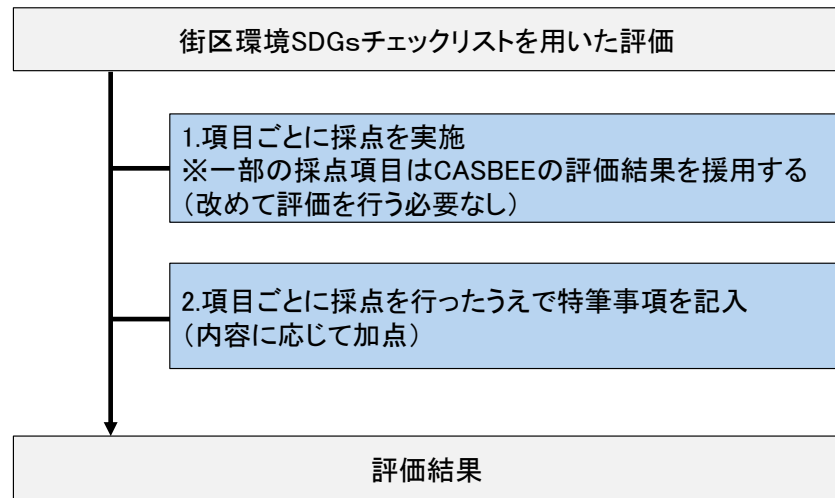 街区環境SDGsチェックリストを用いた評価
1.項目ごとに採点を実施
※一部の採点項目はCASBEEの評価結果を援用する
（改めて評価を行う必要なし）
2.項目ごとに採点を行ったうえで特筆事項を記入
（内容に応じて加点）
評価結果